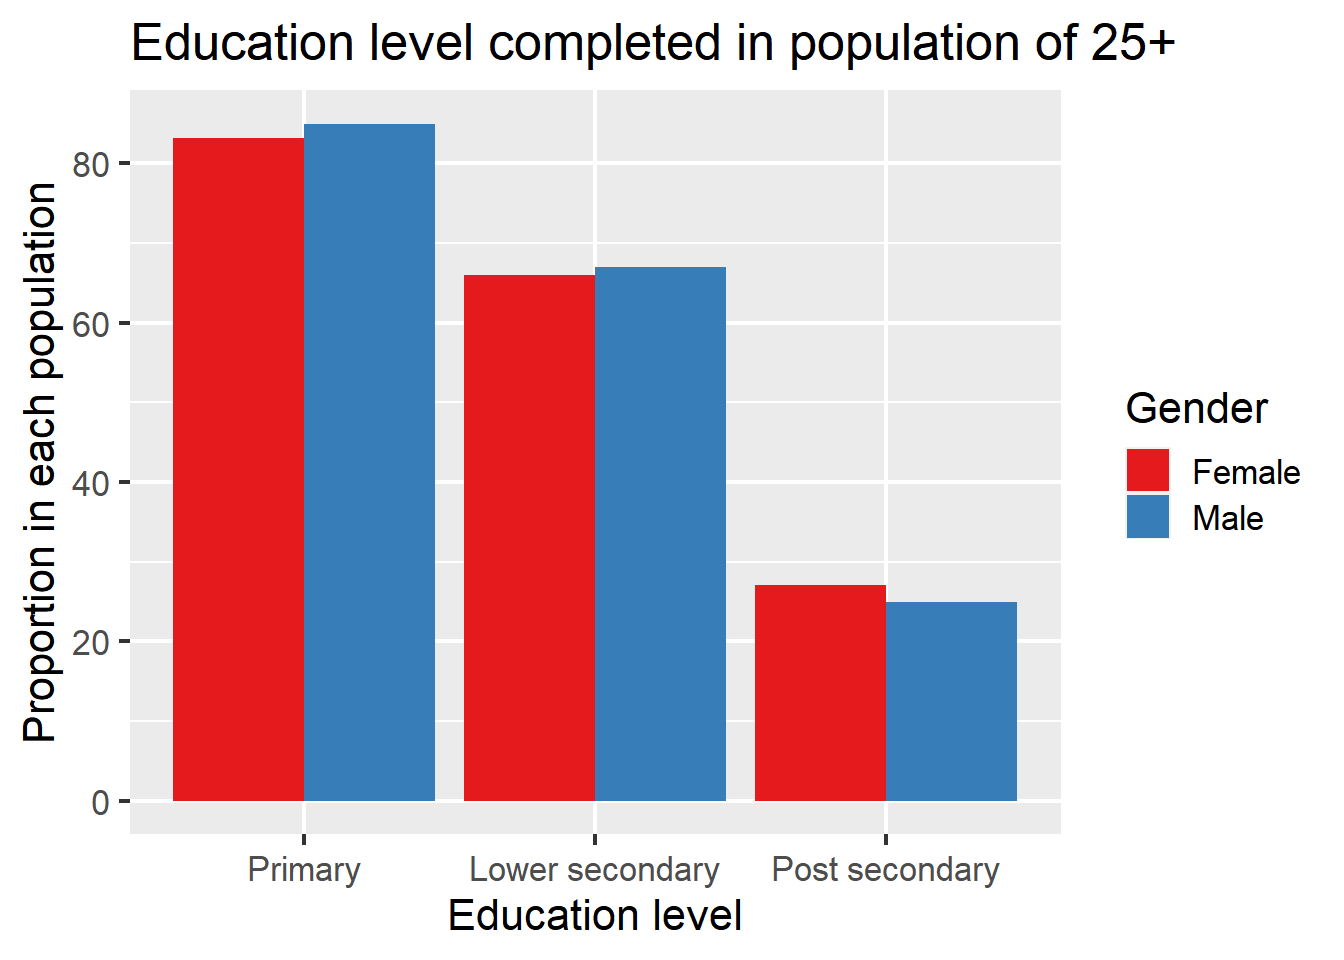 Education level completed in population of 25+
Proportion in each population
80
60
40
20
0
Primary
Lower secondary
Post secondary
Education level
Gender
Female
Male